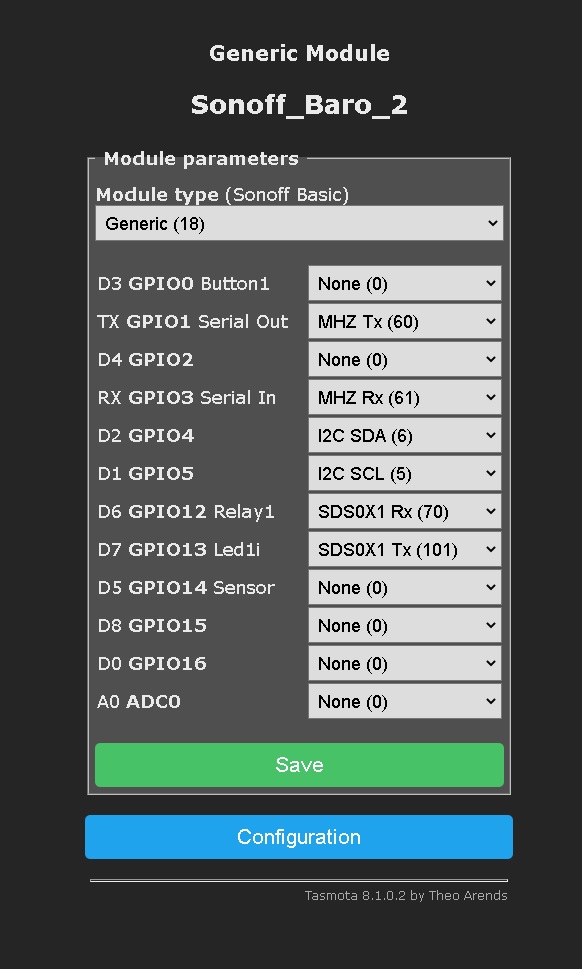 Generic Module
Sonoff_Baro_2
Module parameters
Module type (Sonoff Basic)
Generic (18)
D3 GPIO0 Button1 None (0)
TX GPIO1 Serial Out MHZ Tx (60)
D4 GPIO2 None (0)
RX GPIO3 Serial In MHZ Rx (61)
D2 GPIO4 I2C SDA (6)
D1 GPIO5 I2C SCL (5)
D6 GPIO12 Relay1 SDS0X1 Rx (70)
D7 GPIO13 Led1i SDS0X1 Tx (101)
D5 GPIO14 Sensor None (0)
D8 GPIO15 None (0)
D0 GPIO16 None (0)
A0 ADC0 None (0)
Save
Configuration
Tasmota 8.1.0.2 by Theo Arends